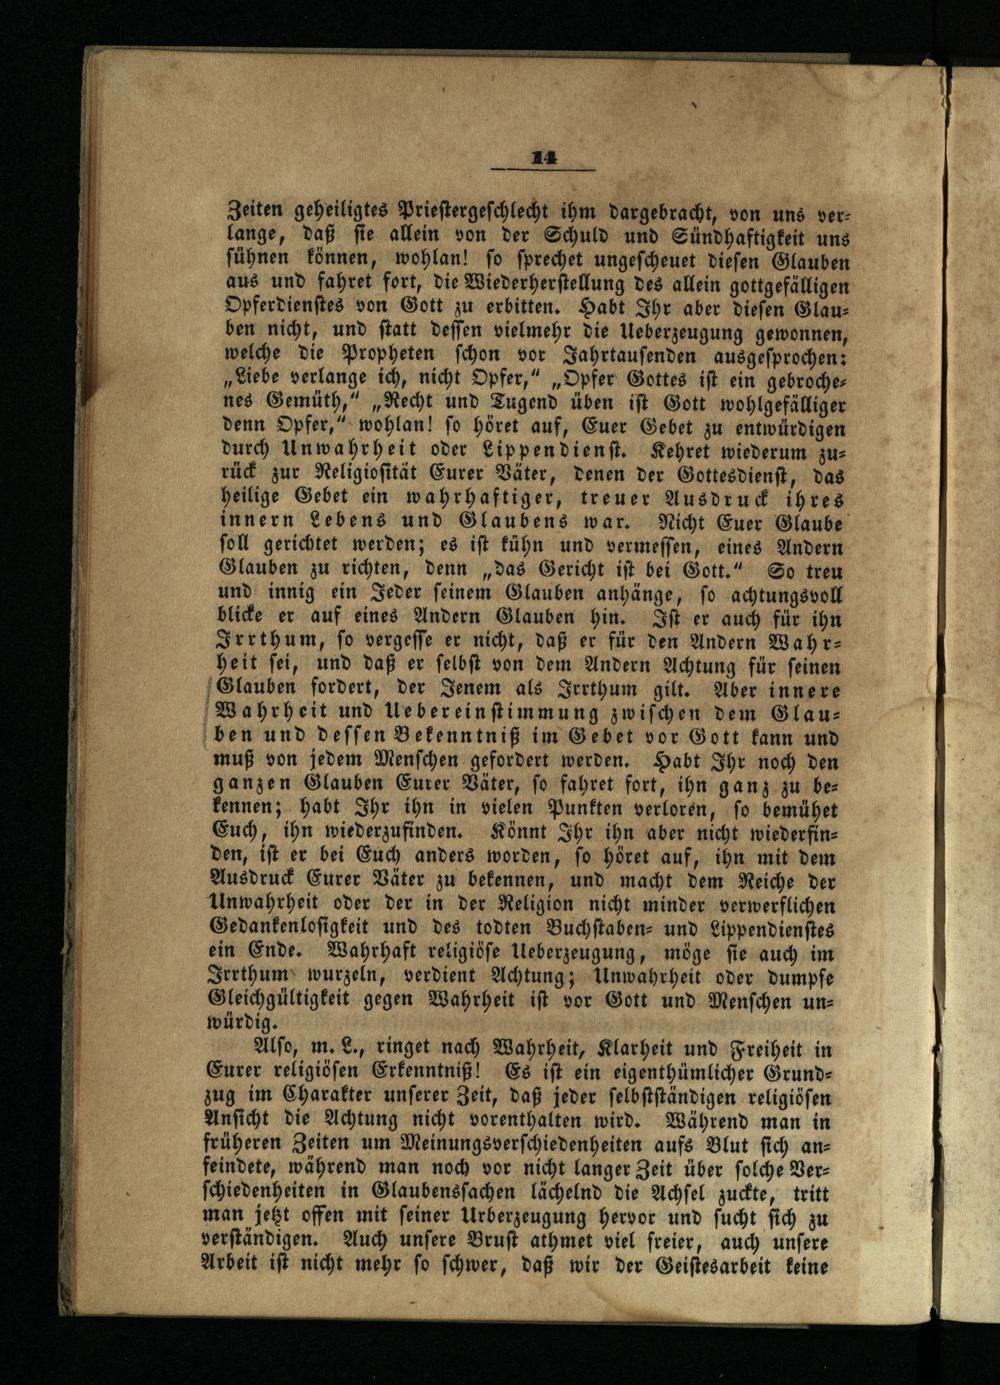 14
Zeiten geheiligtes Priestergeschlecht ihm dargebracht, von uns ver-
lange, daß sie allein von der Schuld und Sündhaftigkeit uns
sühnen können, wohlan! so sprechet ungescheuet diesen Glauben
aus und fahret fort, die Wiederherstellung des allein gottgefälligen
Opferdienstes von Gott zu erbitten. Habt Ihr aber diesen Glau-
ben nicht, und statt dessen vielmehr die Ueberzeugung gewonnen,
welche die Propheten schon vor Jahrtausenden ausgesprochen:
„Liebe verlange ich, nicht Opfer,“ „Opfer Gottes ist ein gebroche-
nes Gemüth,“ „Recht und Tugend üben ist Gott wohlgefälliger
denn Opfer,“ wohlan! so höret auf, Euer Gebet zu entwürdigen
durch Unwahrheit oder Lippendienst. Kehret wiederum zu-
rück zur Religiosität Eurer Väter, denen der Gottesdienst, das
heilige Gebet ein wahrhaftiger, treuer Ausdruck ihres
innern Lebens und Glaubens war. Nicht Euer Glaube
soll gerichtet werden; es ist kühn und vermessen, eines Andern
Glauben zu richten, denn „das Gericht ist bei Gott.“ So treu
und innig ein Jeder seinem Glauben anhänge, so achtungsvoll
blicke er auf eines Andern Glauben hin. Ist er auch für ihn
Irrthum, so vergesse er nicht, daß er für den Andern Wahr-
heit sei, und daß er selbst von dem Andern Achtung für seinen
Glauben fordert, der Jenem als Irrthum gilt. Aber innere
Wahrheit und Uebereinstimmung zwischen dem Glau-
ben und dessen Bekenntniß im Gebet vor Gott kann und
muß von jedem Menschen gefordert werden. Habt Ihr noch den
ganzen Glauben Eurer Väter, so fahret fort, ihn ganz zu be-
kennen; habt Ihr ihn in vielen Punkten verloren, so bemühet
Euch, ihn wiederzufinden. Könnt Ihr ihn aber nicht wiederfin-
den, ist er bei Euch anders worden, so höret auf, ihn mit dem
Ausdruck Eurer Väter zu bekennen, und macht dem Reiche der
Unwahrheit oder der in der Religion nicht minder verwerflichen
Gedankenlosigkeit und des todten Buchstaben- und Lippendienstes
ein Ende. Wahrhaft religiöse Ueberzeugung, möge sie auch im
Irrthum wurzeln, verdient Achtung; Unwahrheit oder dumpfe
Gleichgültigkeit gegen Wahrheit ist vor Gott und Menschen un-
würdig.
Also, m. L., ringet nach Wahrheit, Klarheit und Freiheit in
Eurer religiösen Erkenntniß! Es ist ein eigenthümlicher Grund-
zug im Charakter unserer Zeit, daß jeder selbstständigen religiösen
Ansicht die Achtung nicht vorenthalten wird. Während man in
früheren Zeiten um Meinungsverschiedenheiten aufs Blut sich an-
feindete, während man noch vor nicht langer Zeit über solche Ver-
schiedenheiten in Glaubenssachen lächelnd die Achsel zuckte, tritt
man jetzt offen mit seiner Urberzeugung hervor und sucht sich zu
verständigen. Auch unsere Brust athmet viel freier, auch unsere
Arbeit ist nicht mehr so schwer, daß wir der Geistesarbeit keine